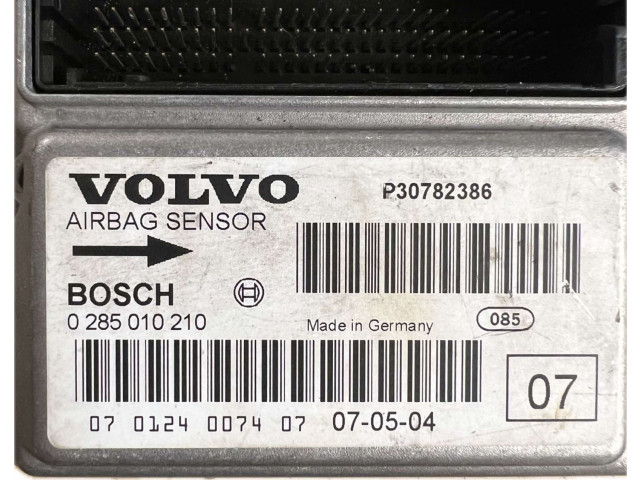 VOLVO
P30782386
AIRBAG SENSOR
BOSCH
0 285 010 210
Made in Germany
085
07 0124 0074 07 07-05-04
07